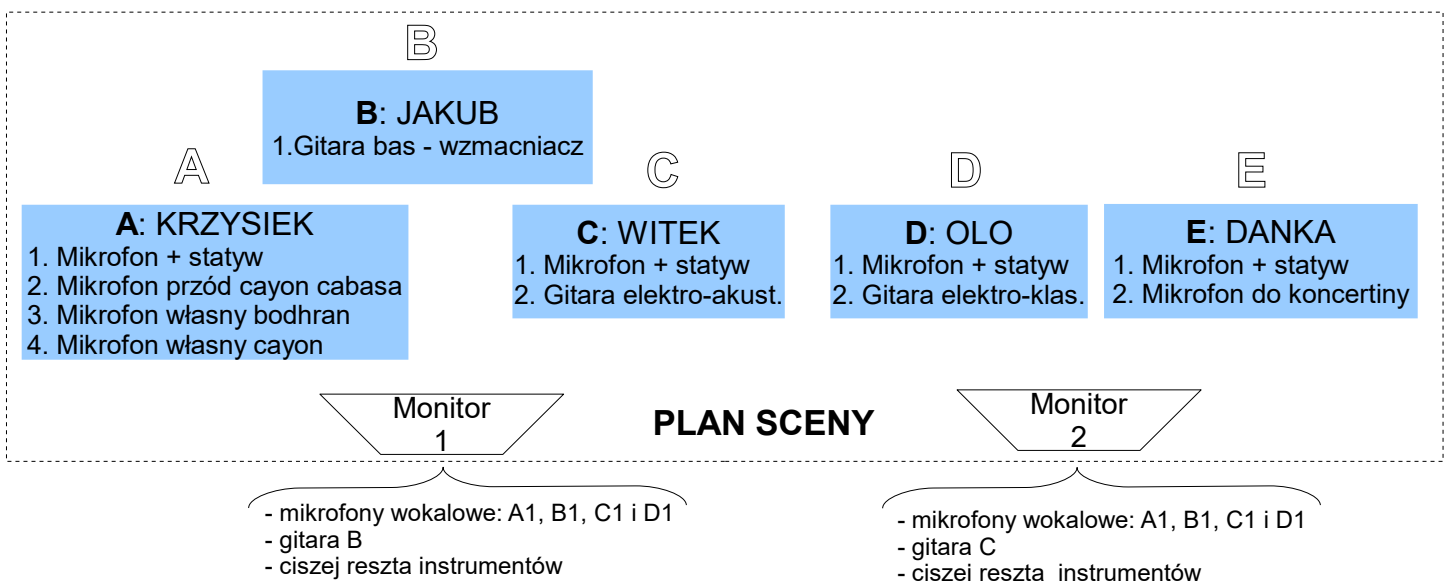 B
B: JAKUB
1.Gitara bas - wzmacniacz
A
A: KRZYSIEK
1. Mikrofon + statyw
2. Mikrofon przód cayon cabasa
3. Mikrofon własny bodhran
4. Mikrofon własny cayon
C
C: WITEK
1. Mikrofon + statyw
2. Gitara elektro-akust.
D
D: OLO
1. Mikrofon + statyw
2. Gitara elektro-klas.
E
E: DANKA
1. Mikrofon + statyw
2. Mikrofon do koncertiny
Monitor
1
PLAN SCENY
Monitor
2
- mikrofony wokalowe: A1, B1, C1 i D1
- gitara B
- ciszej reszta instrumentów
- mikrofony wokalowe: A1, B1, C1 i D1
- gitara C
- ciszej reszta instrumentów